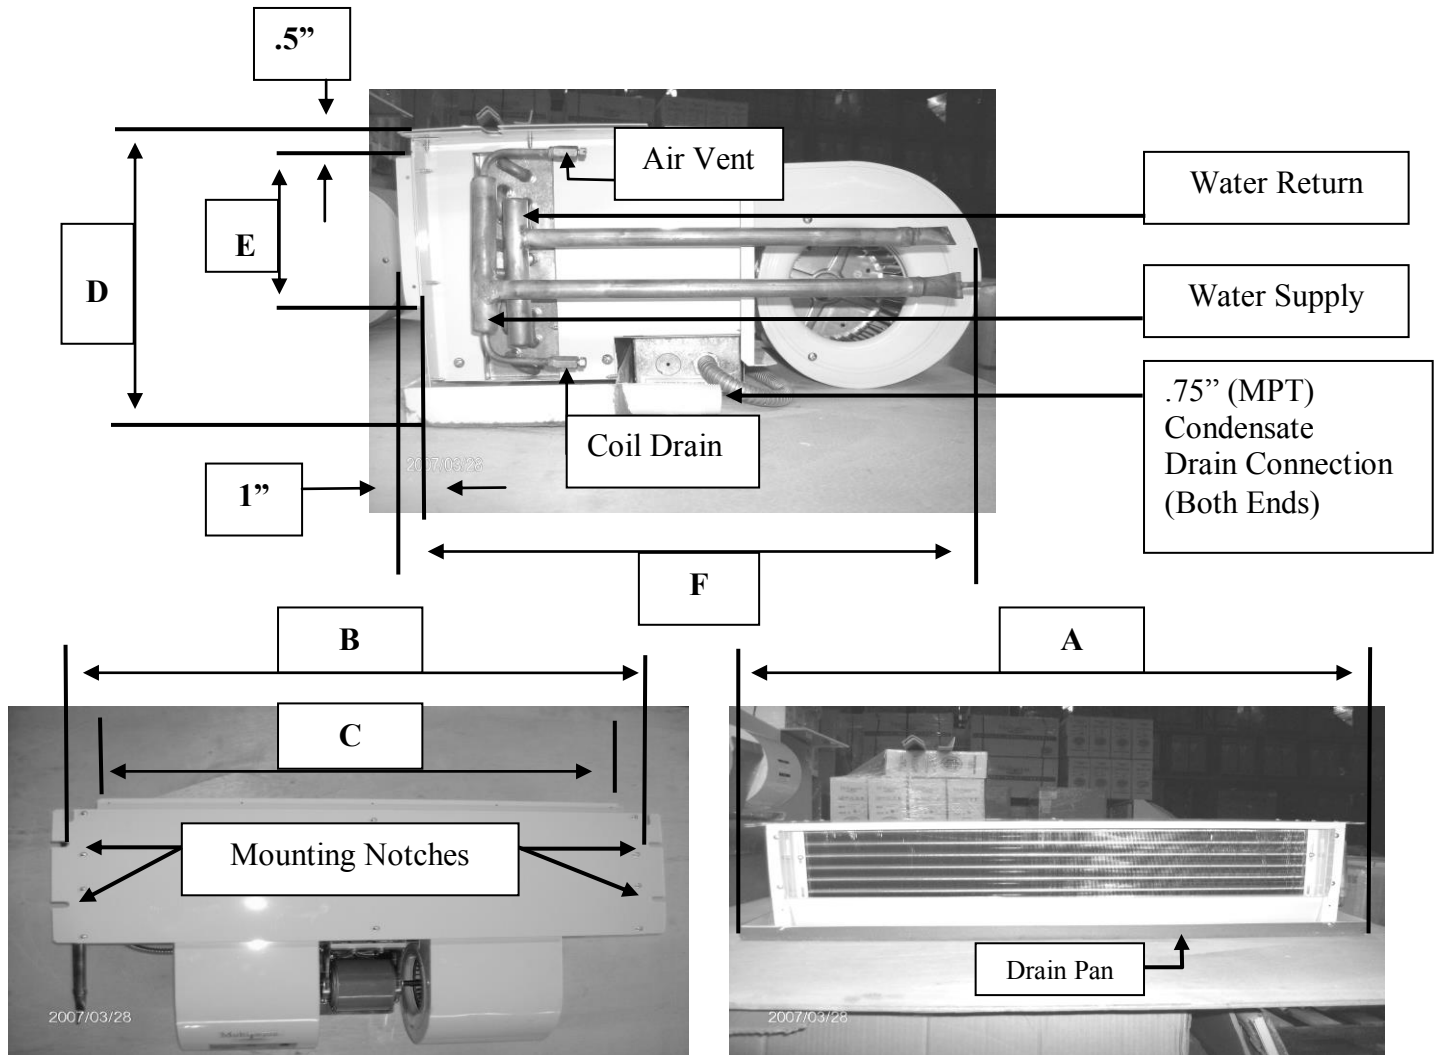 .5”
Air Vent
Water Return
E
D
Water Supply
.75” (MPT)
Condensate
Drain Connection
(Both Ends)
Coil Drain
2007/03/28
1”
F
B
A
C
Mounting Notches
Drain Pan
2007/03/28
2007/03/28